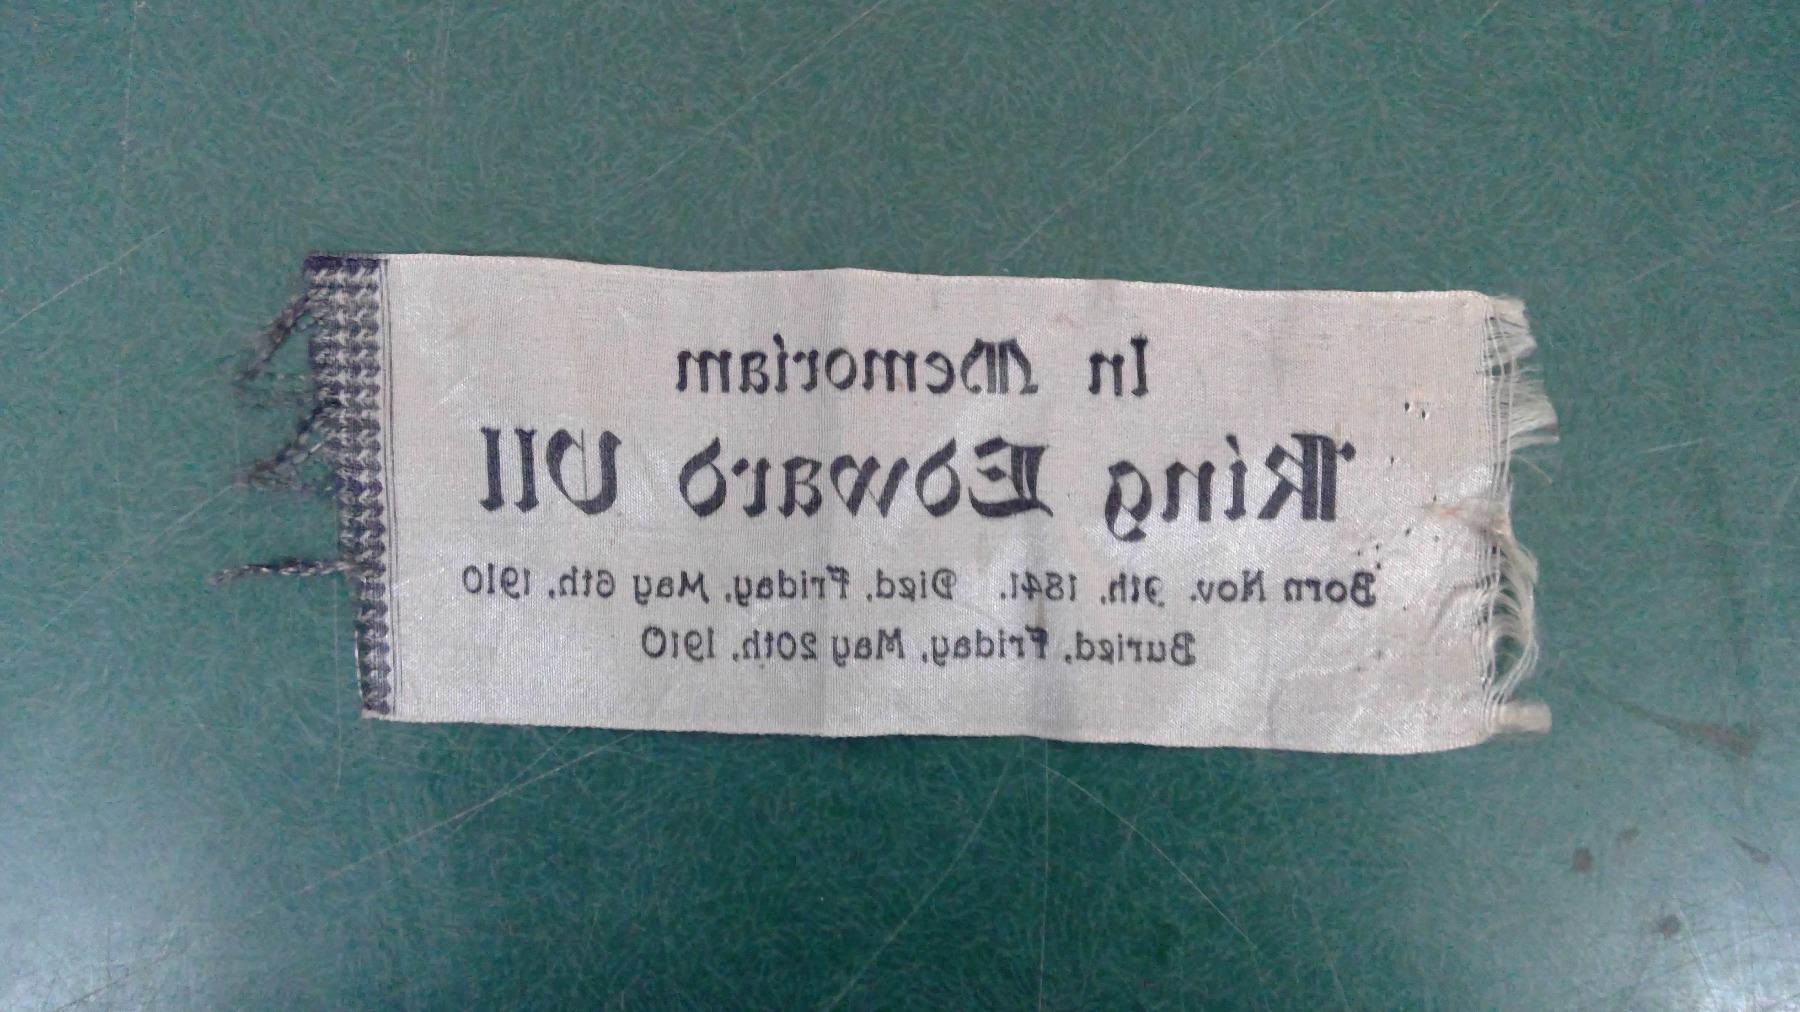 In Memoriam
King Edward VII
Born Nov. 9th, 1841. Died, Friday, May 6th, 1910
Buried, Friday, May 20th, 1910